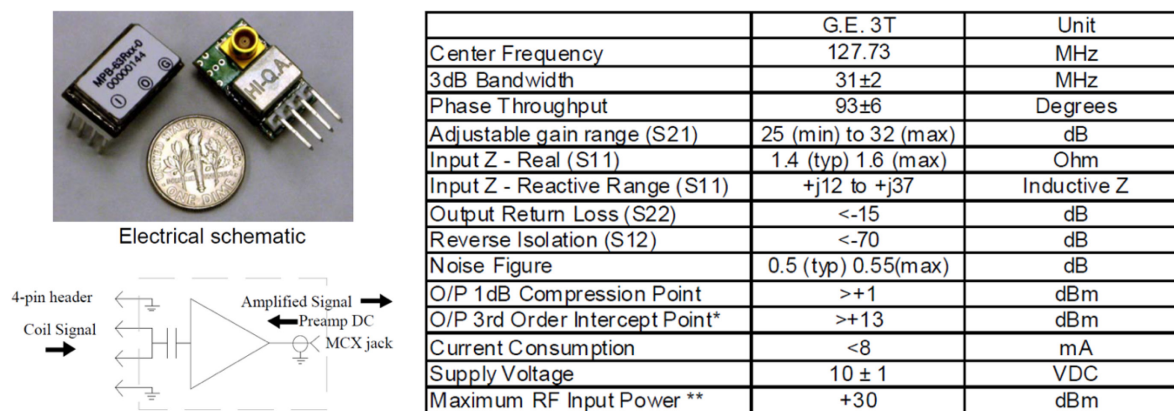 MPB-63Rxx-0
00000144
I O G
HI-Q.A
ONE DIME
Electrical schematic
4-pin header
Coil Signal
Amplified Signal
Preamp DC
MCX jack
G.E. 3T Unit
Center Frequency 127.73 MHz
3dB Bandwidth 31±2 MHz
Phase Throughput 93±6 Degrees
Adjustable gain range (S21) 25 (min) to 32 (max) dB
Input Z - Real (S11) 1.4 (typ) 1.6 (max) Ohm
Input Z - Reactive Range (S11) +j12 to +j37 Inductive Z
Output Return Loss (S22) <-15 dB
Reverse Isolation (S12) <-70 dB
Noise Figure 0.5 (typ) 0.55(max) dB
O/P 1dB Compression Point >+1 dBm
O/P 3rd Order Intercept Point* >+13 dBm
Current Consumption <8 mA
Supply Voltage 10 ± 1 VDC
Maximum RF Input Power ** +30 dBm